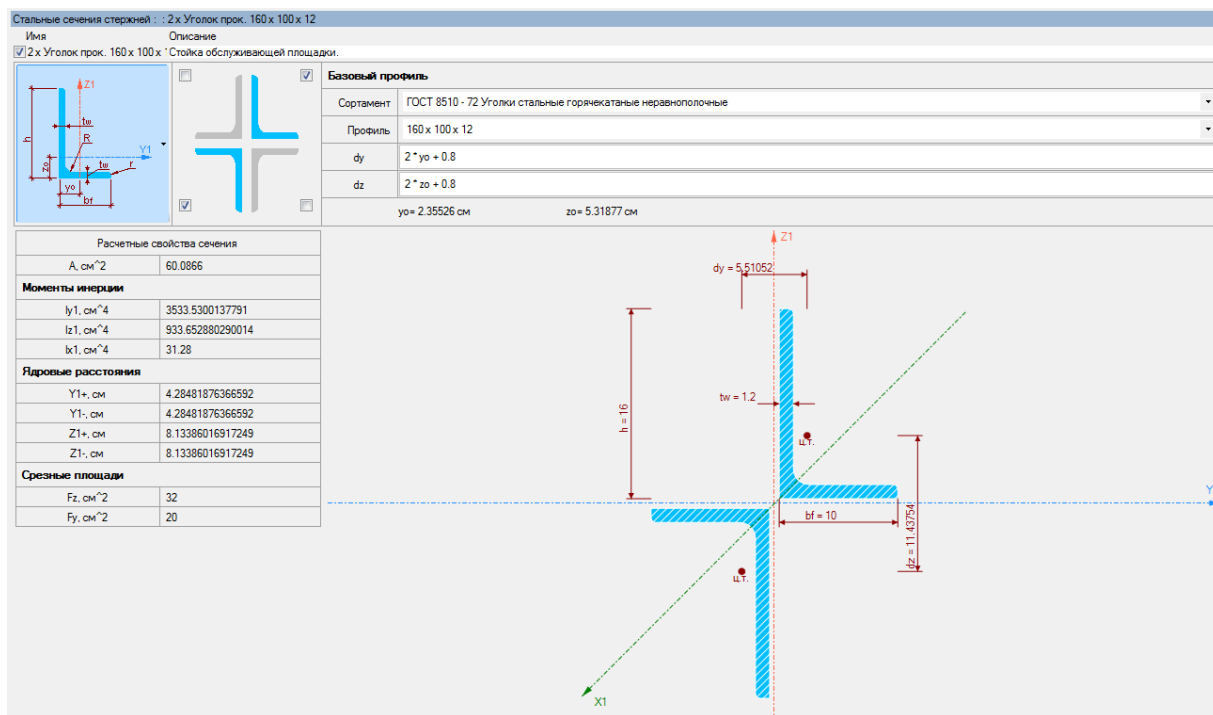 Стальные сечения стержней : : 2 x Уголок прок. 160 x 100 x 12
Имя Описание
2 x Уголок прок. 160 x 100 x ' Стойка обслуживающей площадки.
Z1
tw
R
h
Y1
zo
tw
r
yo
bf
Базовый профиль
Сортамент ГОСТ 8510 - 72 Уголки стальные горячекатаные неравнополочные
Профиль 160 x 100 x 12
dy 2 * yo + 0.8
dz 2 * zo + 0.8
yo= 2.35526 см zo= 5.31877 см
Расчетные свойства сечения
A, см^2 60.0866
Моменты инерции
Iy1, см^4 3533.5300137791
Iz1, см^4 933.652880290014
Ix1, см^4 31.28
Ядровые расстояния
Y1+, см 4.28481876366592
Y1-, см 4.28481876366592
Z1+, см 8.13386016917249
Z1-, см 8.13386016917249
Срезные площади
Fz, см^2 32
Fy, см^2 20
Z1
dy = 5.51052
tw = 1.2
h = 16
ц.т.
Y
bf = 10
dz = 11.43754
ц.т.
X1